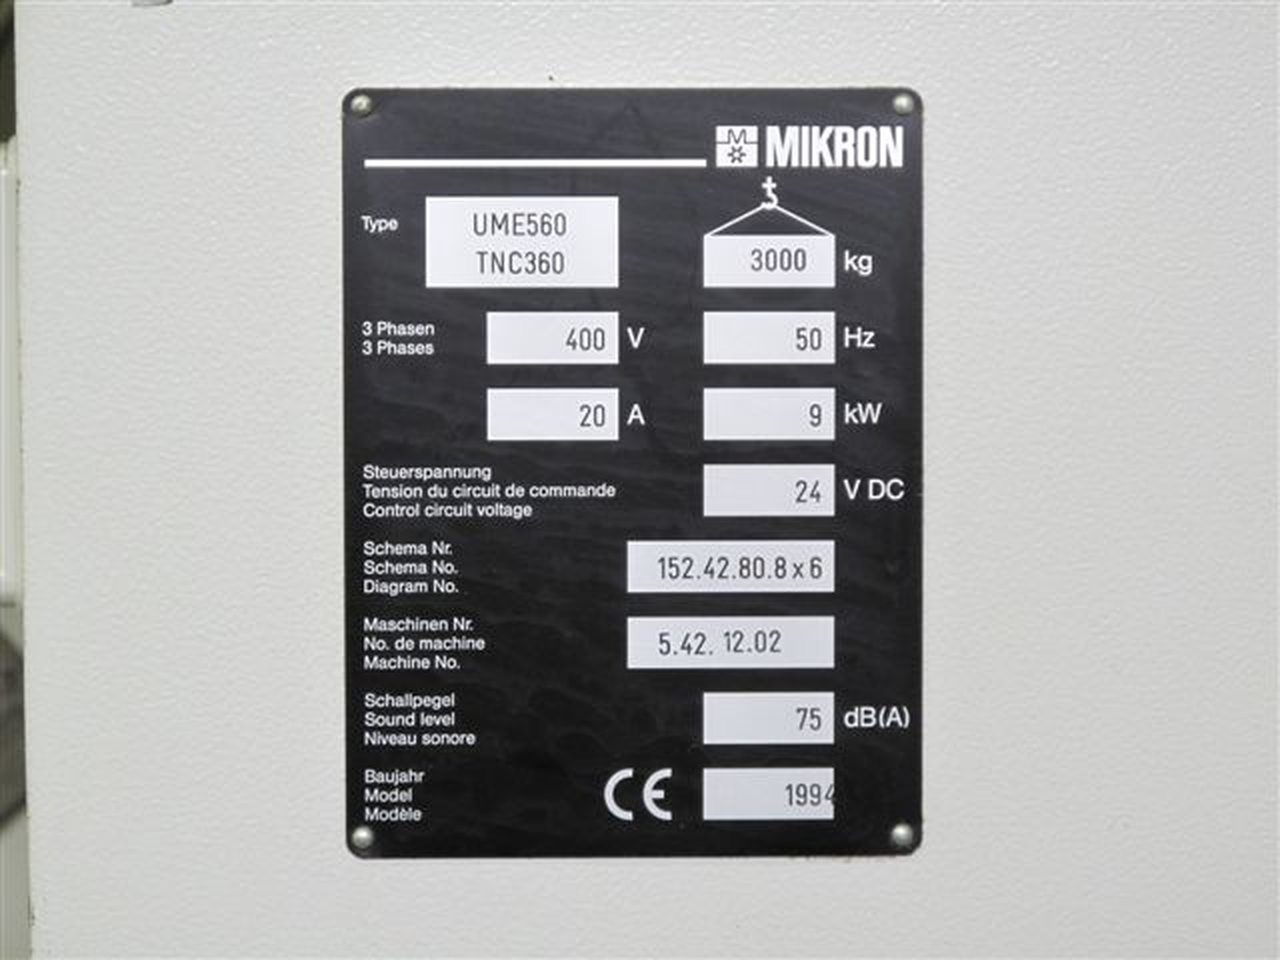 MIKRON
Type UME560
TNC360
3000 kg
3 Phasen
3 Phases
400 V
50 Hz
20 A
9 kW
Steuerspannung
Tension du circuit de commande
Control circuit voltage
24 V DC
Schema Nr.
Schema No.
Diagram No.
152.42.80.8 x 6
Maschinen Nr.
No. de machine
Machine No.
5.42. 12.02
Schallpegel
Sound level
Niveau sonore
75 dB(A)
Baujahr
Model
Modèle
CE
1994